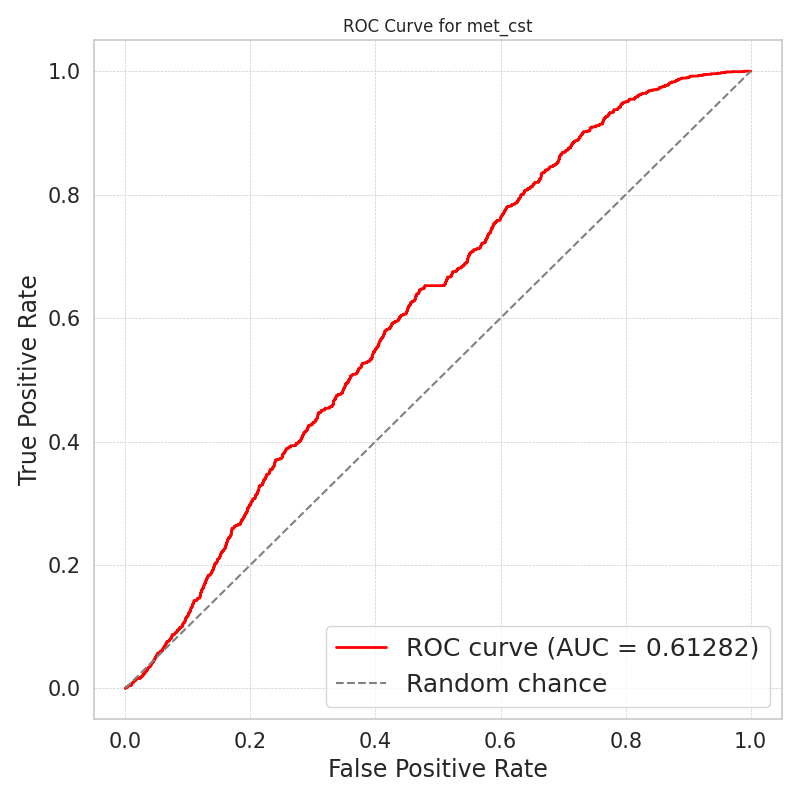 ROC Curve for met_cst
1.0
0.8
0.6
0.4
0.2
0.0
True Positive Rate
ROC curve (AUC = 0.61282)
Random chance
0.0 0.2 0.4 0.6 0.8 1.0
False Positive Rate